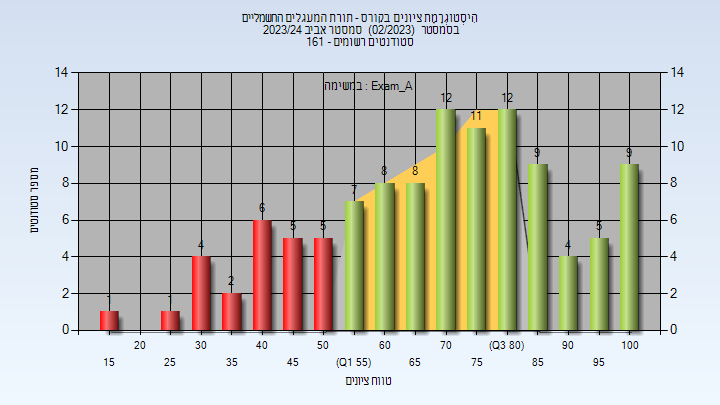 היסטוגרמת ציונים בקורס - תורת המעגלים החשמליים
בסמסטר (02/2023) סמסטר אביב 2023/24
סטודנטים רשומים - 161
במשימה : Exam_A
מספר סטודנטים
14 14
12 12
10 10
8 8
6 6
4 4
2 2
0 0
1 1 4 2 6 5 5 7 8 8 12 11 12 9 4 5 9
20 30 40 50 60 70 (Q3 80) 90 100
15 25 35 45 (Q1 55) 65 75 85 95
טווח ציונים